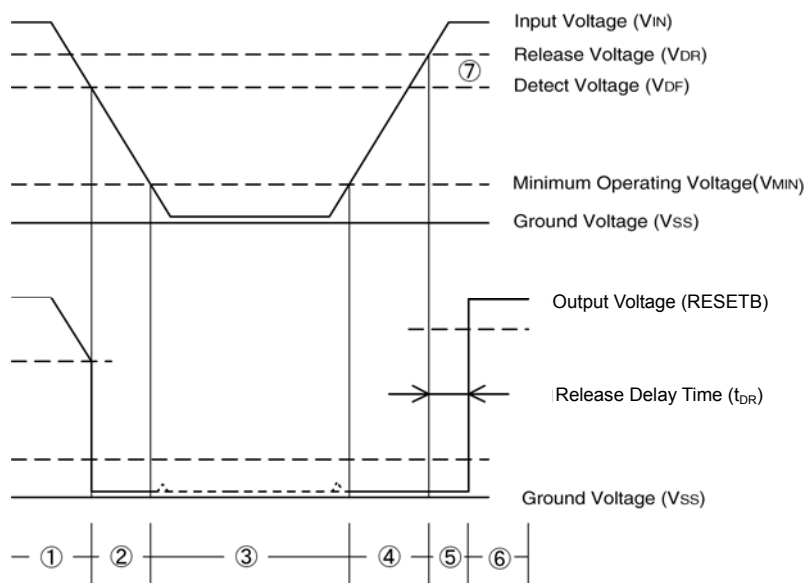 Input Voltage (VIN)
Release Voltage (VDR)
⑦
Detect Voltage (VDF)
Minimum Operating Voltage(VMIN)
Ground Voltage (VSS)
Output Voltage (RESETB)
Release Delay Time (tDR)
Ground Voltage (VSS)
① ② ③ ④ ⑤ ⑥